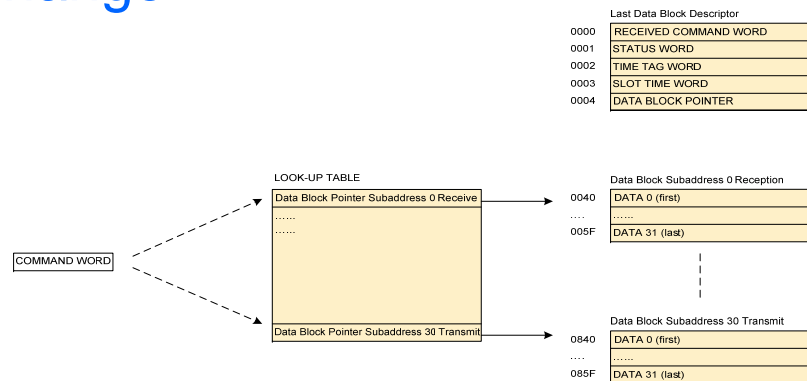 Last Data Block Descriptor
0000 RECEIVED COMMAND WORD
0001 STATUS WORD
0002 TIME TAG WORD
0003 SLOT TIME WORD
0004 DATA BLOCK POINTER
LOOK-UP TABLE
Data Block Pointer Subaddress 0 Receive
......
......
Data Block Pointer Subaddress 30 Transmit
COMMAND WORD
Data Block Subaddress 0 Reception
0040 DATA 0 (first)
.... ......
005F DATA 31 (last)
Data Block Subaddress 30 Transmit
0840 DATA 0 (first)
.... ......
085F DATA 31 (last)